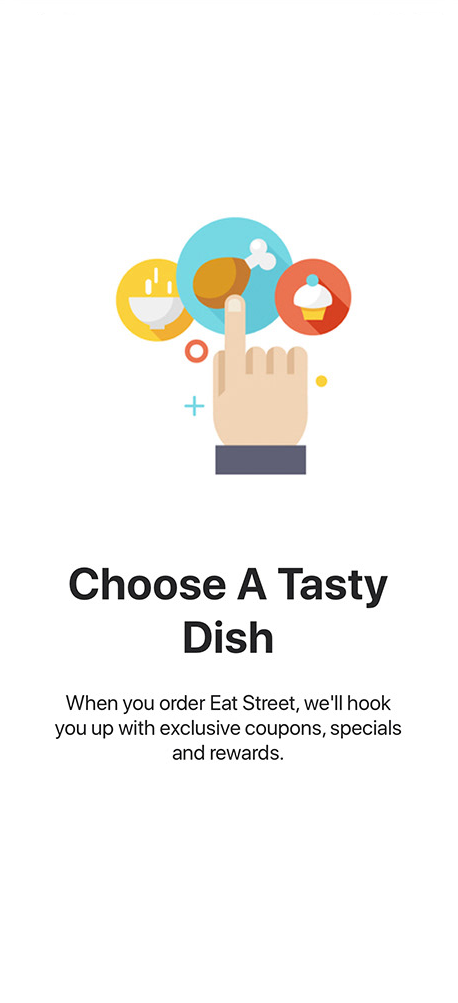 Choose A Tasty
Dish
When you order Eat Street, we'll hook
you up with exclusive coupons, specials
and rewards.